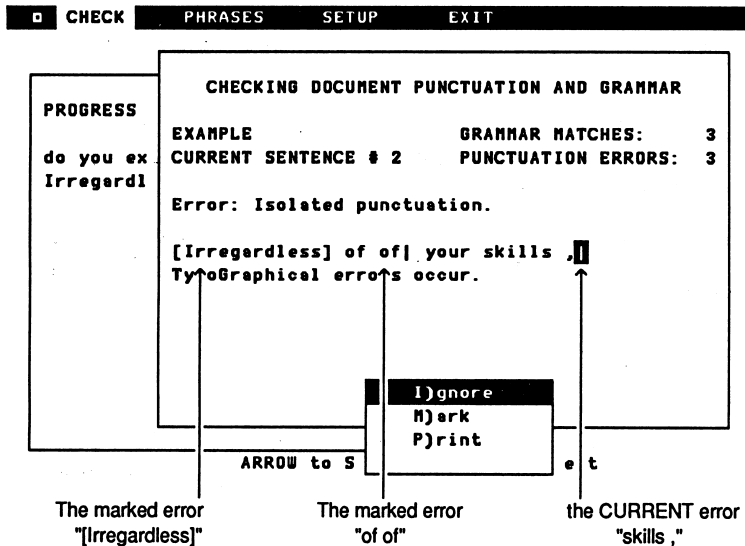 CHECK PHRASES SETUP EXIT
CHECKING DOCUMENT PUNCTUATION AND GRAMMAR
PROGRESS
EXAMPLE GRAMMAR MATCHES: 3
do you ex CURRENT SENTENCE # 2 PUNCTUATION ERRORS: 3
Irregardl
Error: Isolated punctuation.
[Irregardless] of of| your skills ,|
TypoGraphical errors occur.
I)gnore
M)ark
P)rint
ARROW to S e t
The marked error The marked error the CURRENT error
"[Irregardless]" "of of" "skills ,"